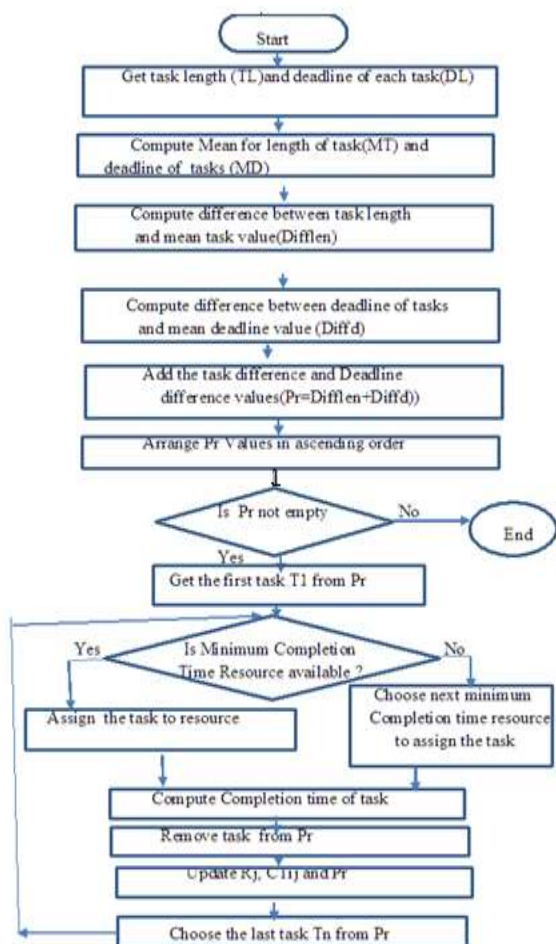 Start
Get task length (TL)and deadline of each task(DL)
Compute Mean for length of task(MT) and
deadline of tasks (MD)
Compute difference between task length
and mean task value(Difflen)
Compute difference between deadline of tasks
and mean deadline value (Diffd)
Add the task difference and Deadline
difference values(Pr=Difflen+Diffd))
Arrange Pr Values in ascending order
Is Pr not empty
No
End
Yes
Get the first task T1 from Pr
Yes
Is Minimum Completion
Time Resource available ?
No
Assign the task to resource
Choose next minimum
Completion time resource
to assign the task
Compute Completion time of task
Remove task from Pr
Update Rj, CTij and Pr
Choose the last task Tn from Pr